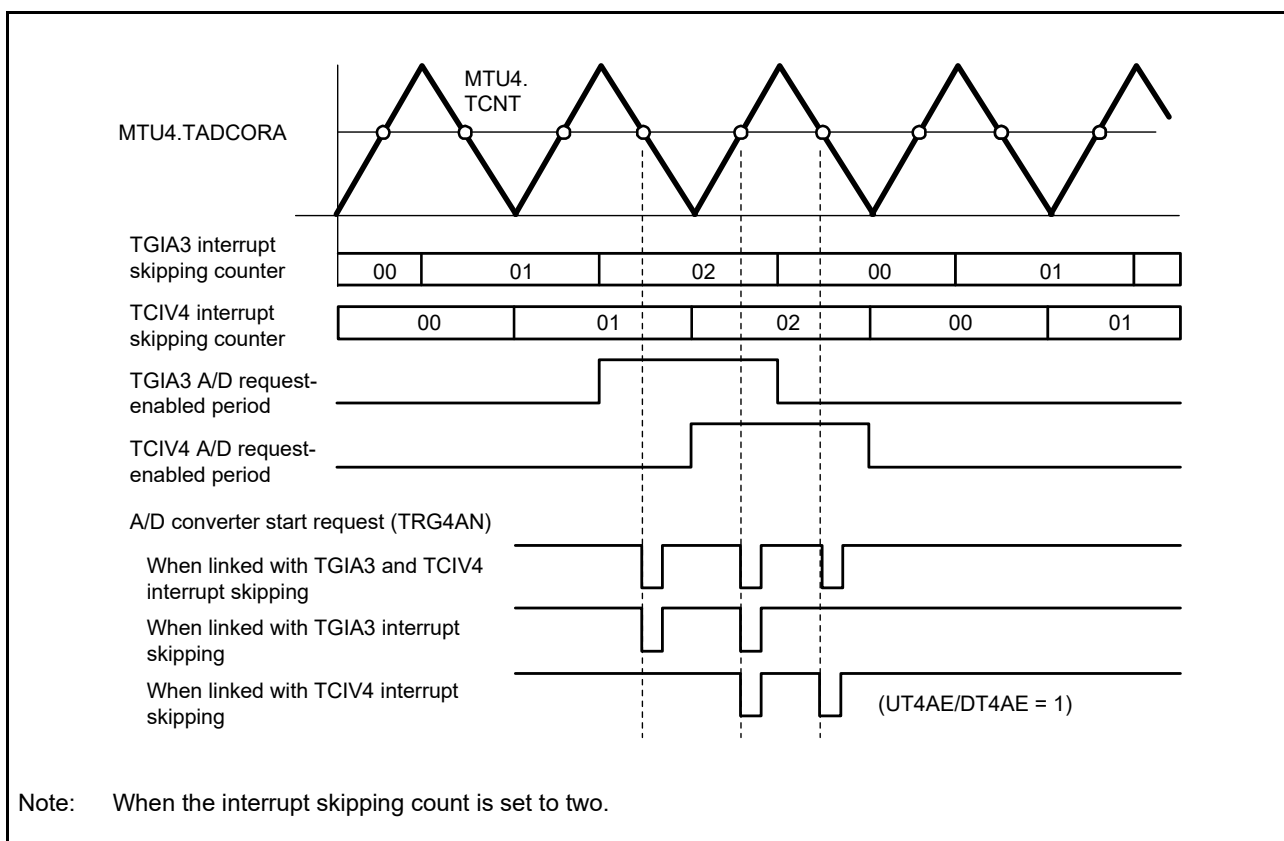 MTU4.
TCNT
MTU4.TADCORA
TGIA3 interrupt
skipping counter
00 01 02 00 01
TCIV4 interrupt
skipping counter
00 01 02 00 01
TGIA3 A/D request-
enabled period
TCIV4 A/D request-
enabled period
A/D converter start request (TRG4AN)
When linked with TGIA3 and TCIV4
interrupt skipping
When linked with TGIA3 interrupt
skipping
When linked with TCIV4 interrupt
skipping
(UT4AE/DT4AE = 1)
Note: When the interrupt skipping count is set to two.